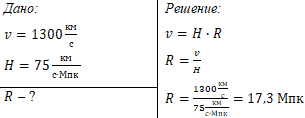 Дано:
v = 1300 км/с
H = 75 км/с·Мпк
R – ?
Решение:
v = H · R
R = v/H
R = 1300 км/с / 75 км/с·Мпк = 17,3 Мпк